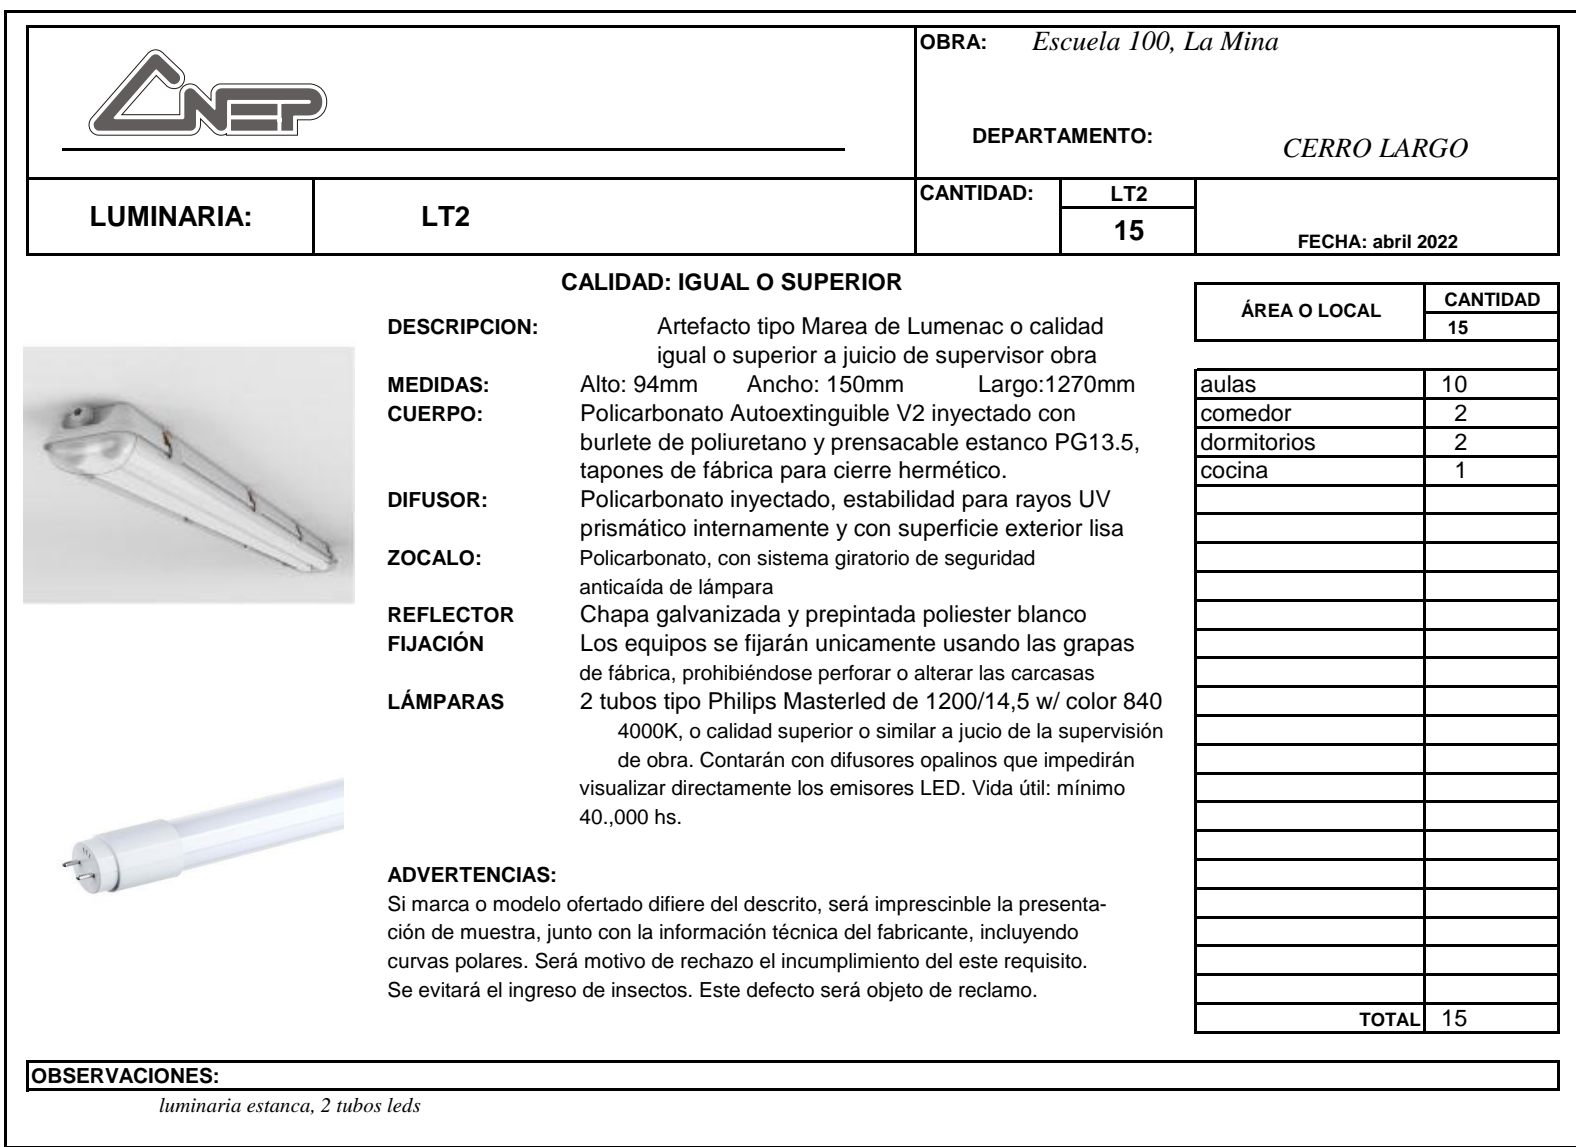 ANEP
OBRA: Escuela 100, La Mina
DEPARTAMENTO: CERRO LARGO
LUMINARIA: LT2
CANTIDAD: LT2
15
FECHA: abril 2022
CALIDAD: IGUAL O SUPERIOR
DESCRIPCION: Artefacto tipo Marea de Lumenac o calidad
igual o superior a juicio de supervisor obra
MEDIDAS: Alto: 94mm Ancho: 150mm Largo:1270mm
CUERPO: Policarbonato Autoextinguible V2 inyectado con
burlete de poliuretano y prensacable estanco PG13.5,
tapones de fábrica para cierre hermético.
DIFUSOR: Policarbonato inyectado, estabilidad para rayos UV
prismático internamente y con superficie exterior lisa
ZOCALO: Policarbonato, con sistema giratorio de seguridad
anticaída de lámpara
REFLECTOR Chapa galvanizada y prepintada poliester blanco
FIJACIÓN Los equipos se fijarán unicamente usando las grapas
de fábrica, prohibiéndose perforar o alterar las carcasas
LÁMPARAS 2 tubos tipo Philips Masterled de 1200/14,5 w/ color 840
4000K, o calidad superior o similar a jucio de la supervisión
de obra. Contarán con difusores opalinos que impedirán
visualizar directamente los emisores LED. Vida útil: mínimo
40.,000 hs.
ADVERTENCIAS:
Si marca o modelo ofertado difiere del descrito, será imprescinble la presenta-
ción de muestra, junto con la información técnica del fabricante, incluyendo
curvas polares. Será motivo de rechazo el incumplimiento del este requisito.
Se evitará el ingreso de insectos. Este defecto será objeto de reclamo.
ÁREA O LOCAL CANTIDAD
15
aulas 10
comedor 2
dormitorios 2
cocina 1
TOTAL 15
OBSERVACIONES:
luminaria estanca, 2 tubos leds